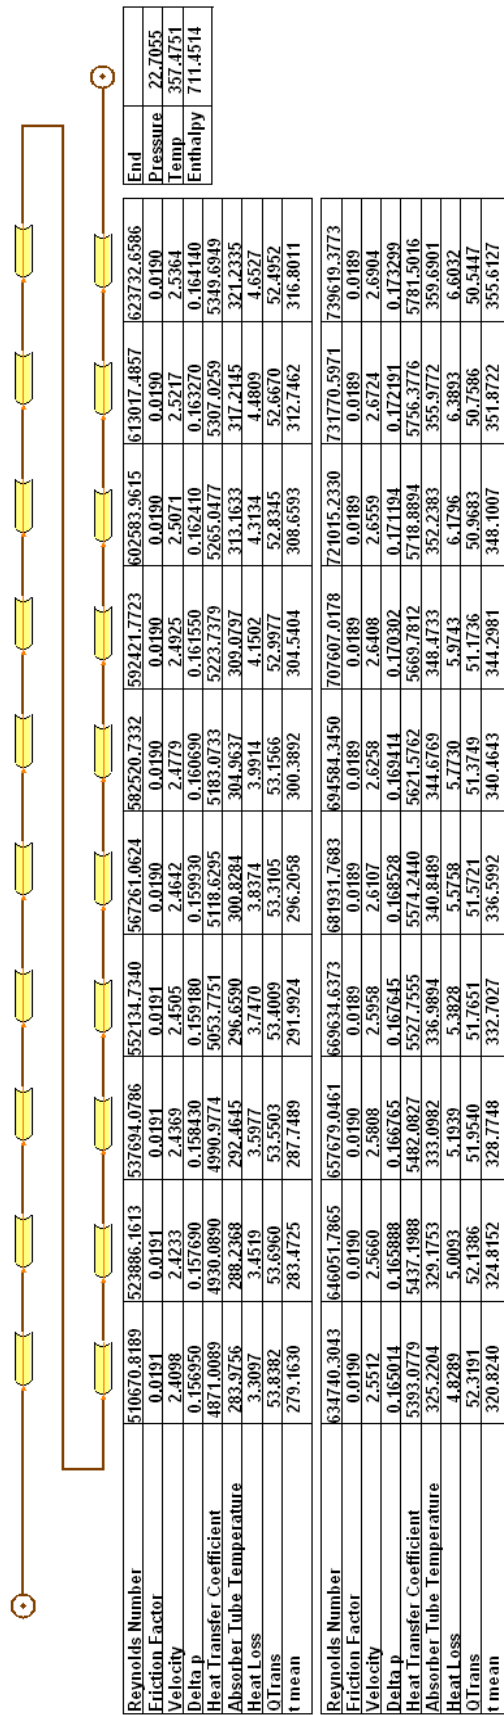 End
Pressure 22.7055
Temp 357.4751
Enthalpy 711.4514
Reynolds Number 510670.8189 523886.1613 537694.0786 552134.7340 567261.0624 582520.7332 592421.7723 602583.9615 613017.4857 623732.6586
Friction Factor 0.0191 0.0191 0.0191 0.0191 0.0190 0.0190 0.0190 0.0190 0.0190 0.0190
Velocity 2.4098 2.4233 2.4369 2.4505 2.4642 2.4779 2.4925 2.5071 2.5217 2.5364
Delta p 0.156950 0.157690 0.158430 0.159180 0.159930 0.160690 0.161550 0.162410 0.163270 0.164140
Heat Transfer Coefficient 4871.0089 4930.0890 4990.9774 5053.7751 5118.6295 5183.0733 5223.7379 5265.0477 5307.0259 5349.6949
Absorber Tube Temperature 283.9756 288.2368 292.4645 296.6590 300.8284 304.9637 309.0797 313.1633 317.2145 321.2335
Heat Loss 3.3097 3.4519 3.5977 3.7470 3.8374 3.9914 4.1502 4.3134 4.4809 4.6527
QTrans 53.8382 53.6960 53.5503 53.4009 53.3105 53.1566 52.9977 52.8345 52.6670 52.4952
t mean 279.1630 283.4725 287.7489 291.9924 296.2058 300.3892 304.5404 308.6593 312.7462 316.8011
Reynolds Number 634740.3043 646051.7865 657679.0461 669634.6373 681931.7683 694584.3450 707607.0178 721015.2330 731770.5971 739619.3773
Friction Factor 0.0190 0.0190 0.0190 0.0189 0.0189 0.0189 0.0189 0.0189 0.0189 0.0189
Velocity 2.5512 2.5660 2.5808 2.5958 2.6107 2.6258 2.6408 2.6559 2.6724 2.6904
Delta p 0.165014 0.165888 0.166765 0.167645 0.168528 0.169414 0.170302 0.171194 0.172191 0.173299
Heat Transfer Coefficient 5393.0779 5437.1988 5482.0827 5527.7555 5574.2440 5621.5762 5669.7812 5718.8894 5756.3776 5781.5016
Absorber Tube Temperature 325.2204 329.1753 333.0982 336.9894 340.8489 344.6769 348.4733 352.2383 355.9772 359.6901
Heat Loss 4.8289 5.0093 5.1939 5.3828 5.5758 5.7730 5.9743 6.1796 6.3893 6.6032
QTrans 52.3191 52.1386 51.9540 51.7651 51.5721 51.3749 51.1736 50.9683 50.7586 50.5447
t mean 320.8240 324.8152 328.7748 332.7027 336.5992 340.4643 344.2981 348.1007 351.8722 355.6127